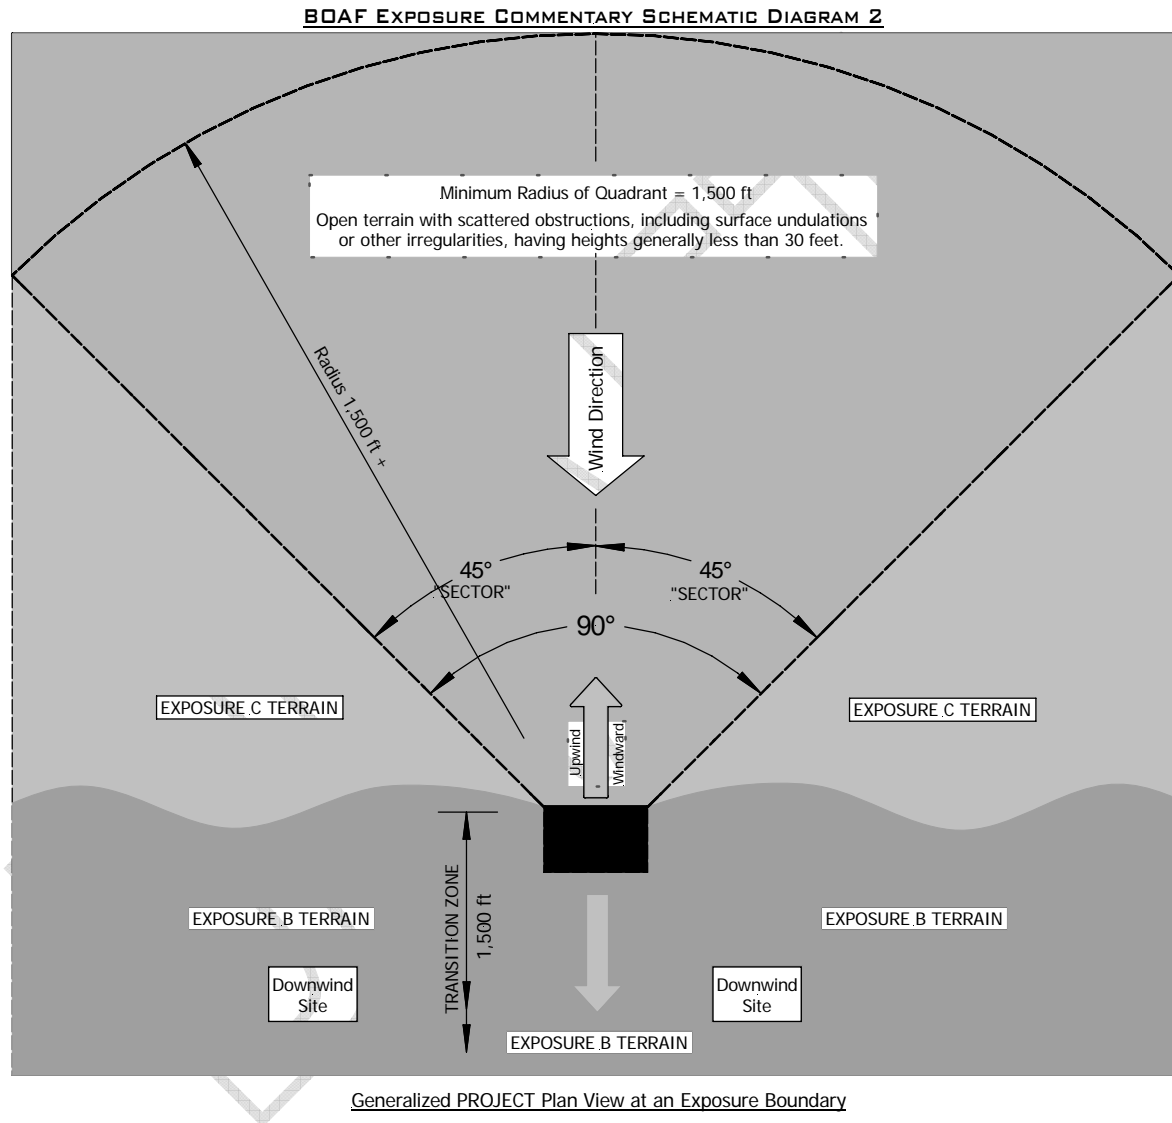 BOAF EXPOSURE COMMENTARY SCHEMATIC DIAGRAM 2
Minimum Radius of Quadrant = 1,500 ft
Open terrain with scattered obstructions, including surface undulations
or other irregularities, having heights generally less than 30 feet.
Radius 1,500 ft +
Wind Direction
45°
"SECTOR"
45°
"SECTOR"
90°
EXPOSURE C TERRAIN
EXPOSURE C TERRAIN
Upwind
Windward
TRANSITION ZONE
1,500 ft
EXPOSURE B TERRAIN
EXPOSURE B TERRAIN
Downwind
Site
Downwind
Site
EXPOSURE B TERRAIN
Generalized PROJECT Plan View at an Exposure Boundary